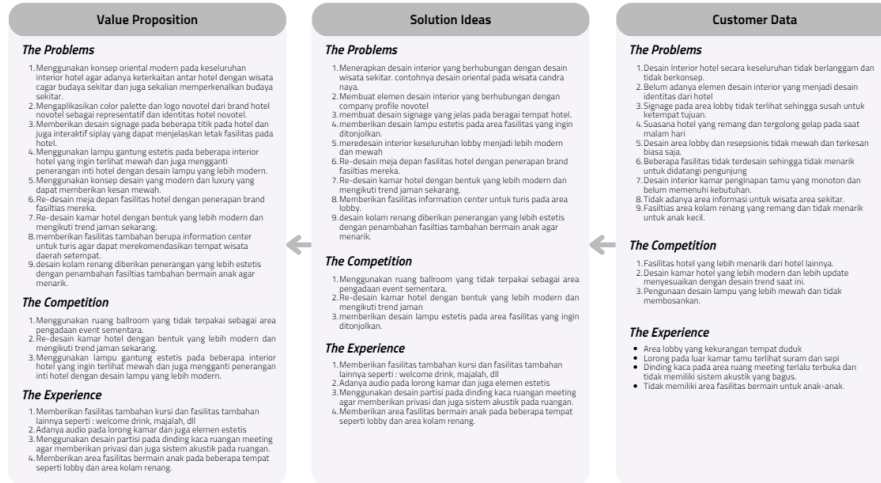 Value Proposition
The Problems
1.Menggunakan konsep oriental modern pada keseluruhan
interior hotel agar adanya keterkaitan antar hotel dengan wisata
cagar budaya sekitar dan juga sekalian memperkenalkan budaya
sekitar.
2.Mengaplikasikan color palette dan logo novotel dari brand hotel
novotel sebagai representatif dan identitas hotel novotel.
3.Memberikan desain signage pada beberapa titik pada hotel dan
juga interaktif siplay yang dapat menjelaskan letak fasilitas pada
hotel.
4.Menggunakan lampu gantung estetis pada beberapa interior
hotel yang ingin terlihat mewah dan juga mengganti
penerangan inti hotel dengan desain lampu yang lebih modern.
5.Menggunakan konsep desain yang modern dan luxury yang
dapat memberikan kesan mewah.
6.Re-desain meja depan fasilitas hotel dengan penerapan brand
fasiltias mereka.
7.Re-desain kamar hotel dengan bentuk yang lebih modern dan
mengikuti trend jaman sekarang.
8.memberikan fasilitas tambahan berupa information center
untuk turis agar dapat merekomendasikan tempat wisata
daerah setempat.
9.desain kolam renang diberikan penerangan yang lebih estetis
dengan penambahan fasiltias tambahan bermain anak agar
menarik.
The Competition
1.Menggunakan ruang ballroom yang tidak terpakai sebagai area
pengadaan event sementara.
2.Re-desain kamar hotel dengan bentuk yang lebih modern dan
mengikuti trend jaman sekarang.
3.Menggunakan lampu gantung estetis pada beberapa interior
hotel yang ingin terlihat mewah dan juga mengganti penerangan
inti hotel dengan desain lampu yang lebih modern.
The Experience
1.Memberikan fasilitas tambahan kursi dan fasilitas tambahan
lainnya seperti : welcome drink, majalah, dll
2.Adanya audio pada lorong kamar dan juga elemen estetis
3.Menggunakan desain partisi pada dinding kaca ruangan meeting
agar memberikan privasi dan juga sistem akustik pada ruangan.
4.Memberikan area fasilitas bermain anak pada beberapa tempat
seperti lobby dan area kolam renang.
Solution Ideas
The Problems
1.Menerapkan desain interior yang berhubungan dengan desain
wisata sekitar. contohnya desain oriental pada wisata candra
naya.
2.Membuat elemen desain interior yang berhubungan dengan
company profile novotel
3.membuat desain signage yang jelas pada beragai tempat hotel.
4.memberikan desain lampu estetis pada area fasilitas yang ingin
ditonjolkan.
5.meredesain interior keseluruhan lobby menjadi lebih modern
dan mewah
6.Re-desain meja depan fasilitas hotel dengan penerapan brand
fasilitas mereka.
7.Re-desain kamar hotel dengan bentuk yang lebih modern dan
mengikuti trend jaman sekarang.
8.Memberikan fasilitas information center untuk turis pada area
lobby.
9.desain kolam renang diberikan penerangan yang lebih estetis
dengan penambahan fasilitas tambahan bermain anak agar
menarik.
The Competition
1.Menggunakan ruang ballroom yang tidak terpakai sebagai area
pengadaan event sementara.
2.Re-desain kamar hotel dengan bentuk yang lebih modern dan
mengikuti trend jaman
3.memberikan desain lampu estetis pada area fasilitas yang ingin
ditonjolkan.
The Experience
1.Memberikan fasilitas tambahan kursi dan fasilitas tambahan
lainnya seperti : welcome drink, majalah, dll
2.Adanya audio pada lorong kamar dan juga elemen estetis
3.Menggunakan desain partisi pada dinding kaca ruangan meeting
agar memberikan privasi dan juga sistem akustik pada ruangan.
4.Memberikan area fasilitas bermain anak pada beberapa tempat
seperti lobby dan area kolam renang.
Customer Data
The Problems
1.Desain Interior hotel secara keseluruhan tidak berlanggam dan
tidak berkonsep.
2.Belum adanya elemen desain interior yang menjadi desain
identitas dari hotel
3.Signage pada area lobby tidak terlihat sehingga susah untuk
ketempat tujuan.
4.Suasana hotel yang remang dan tergolong gelap pada saat
malam hari
5.Desain area lobby dan resepsionis tidak mewah dan terkesan
biasa saja.
6.Beberapa fasilitas tidak terdesain sehingga tidak menarik
untuk didatangi pengunjung
7.Desain interior kamar penginapan tamu yang monoton dan
belum memenuhi kebutuhan.
8.Tidak adanya area informasi untuk wisata area sekitar.
9.Fasiltias area kolam renang yang remang dan tidak menarik
untuk anak kecil.
The Competition
1.Fasilitas hotel yang lebih menarik dari hotel lainnya.
2.Desain kamar hotel yang lebih modern dan lebih update
menyesuaikan dengan desain trend saat ini.
3.Pengunaan desain lampu yang lebih mewah dan tidak
membosankan.
The Experience
• Area lobby yang kekurangan tempat duduk
• Lorong pada luar kamar tamu terlihat suram dan sepi
• Dinding kaca pada area ruang meeting terlalu terbuka dan
tidak memiliki sistem akustik yang bagus.
• Tidak memiliki area fasilitas bermain untuk anak-anak.